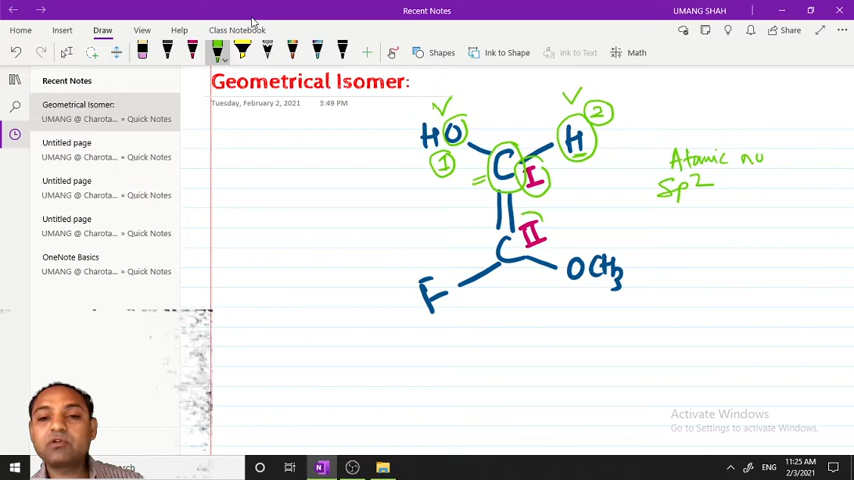 Recent Notes
UMANG SHAH
Home
Insert
Draw
View
Help
Class Notebook
Share
Shapes
Ink to Shape
Ink to Text
Math
Recent Notes
Geometrical Isomer:
UMANG @ Charota... » Quick Notes
Untitled page
UMANG @ Charota... » Quick Notes
Untitled page
UMANG @ Charota... » Quick Notes
Untitled page
UMANG @ Charota... » Quick Notes
OneNote Basics
UMANG @ Charota... » Quick Notes
Geometrical Isomer:
Tuesday, February 2, 2021 3:49 PM
2
HO H
1
C I
Atomic no
Sp2
C II
F OCH3
Activate Windows
Go to Settings to activate Windows.
search
ENG
11:25 AM
2/3/2021